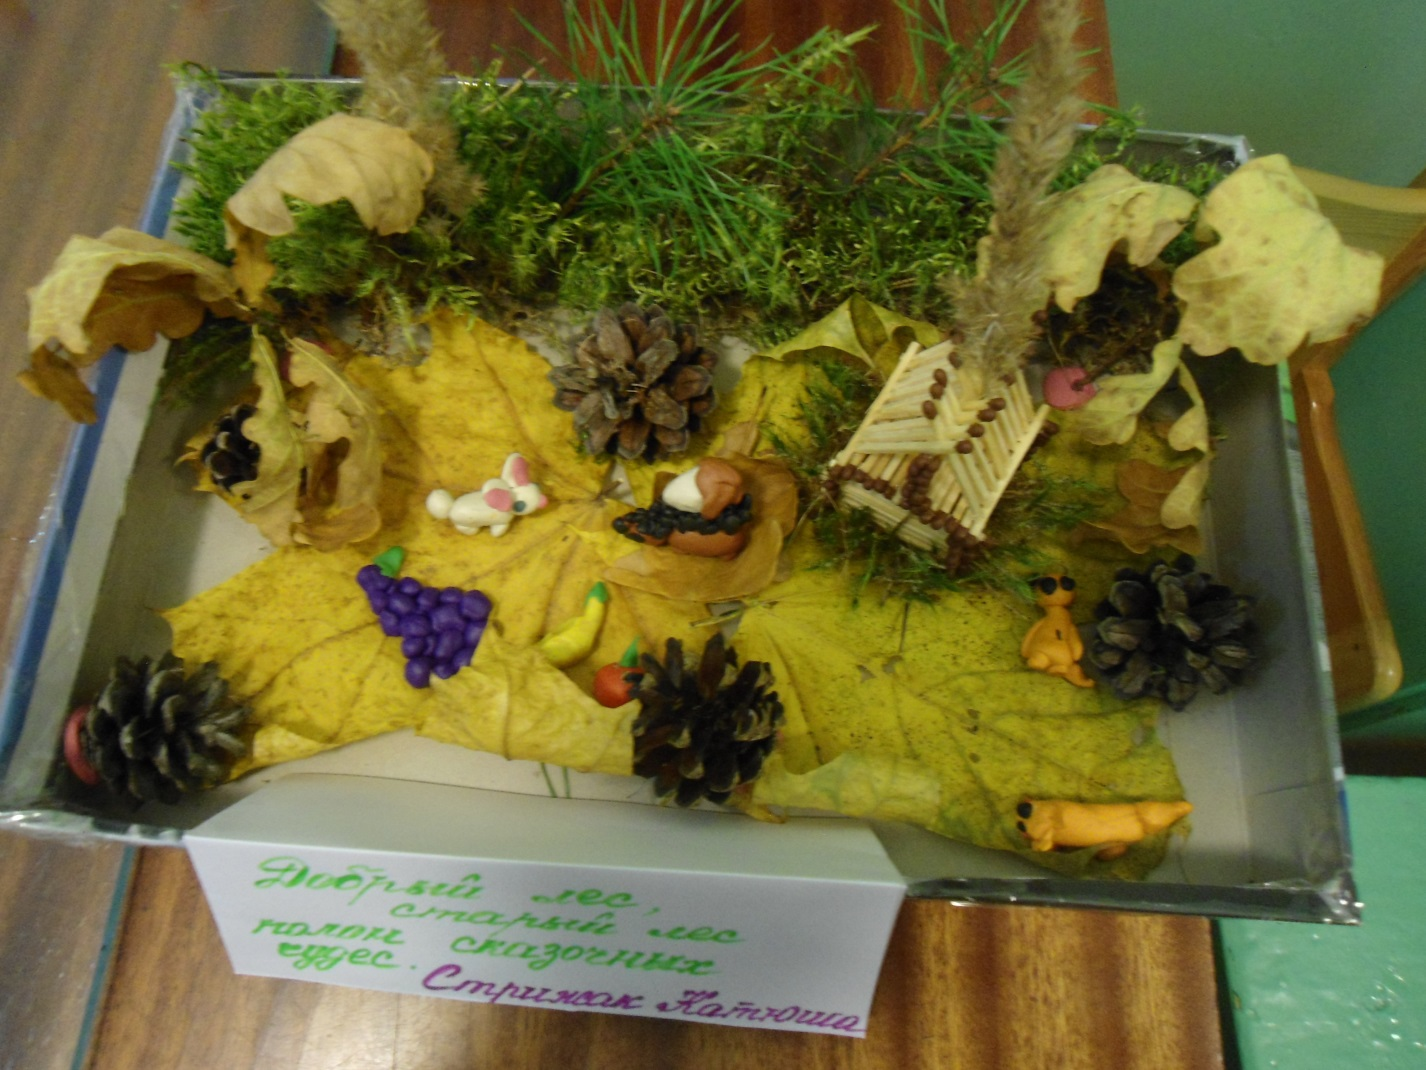 Добрый лес,
старый лес
полон сказочных
чудес.
Стрижак Катюша